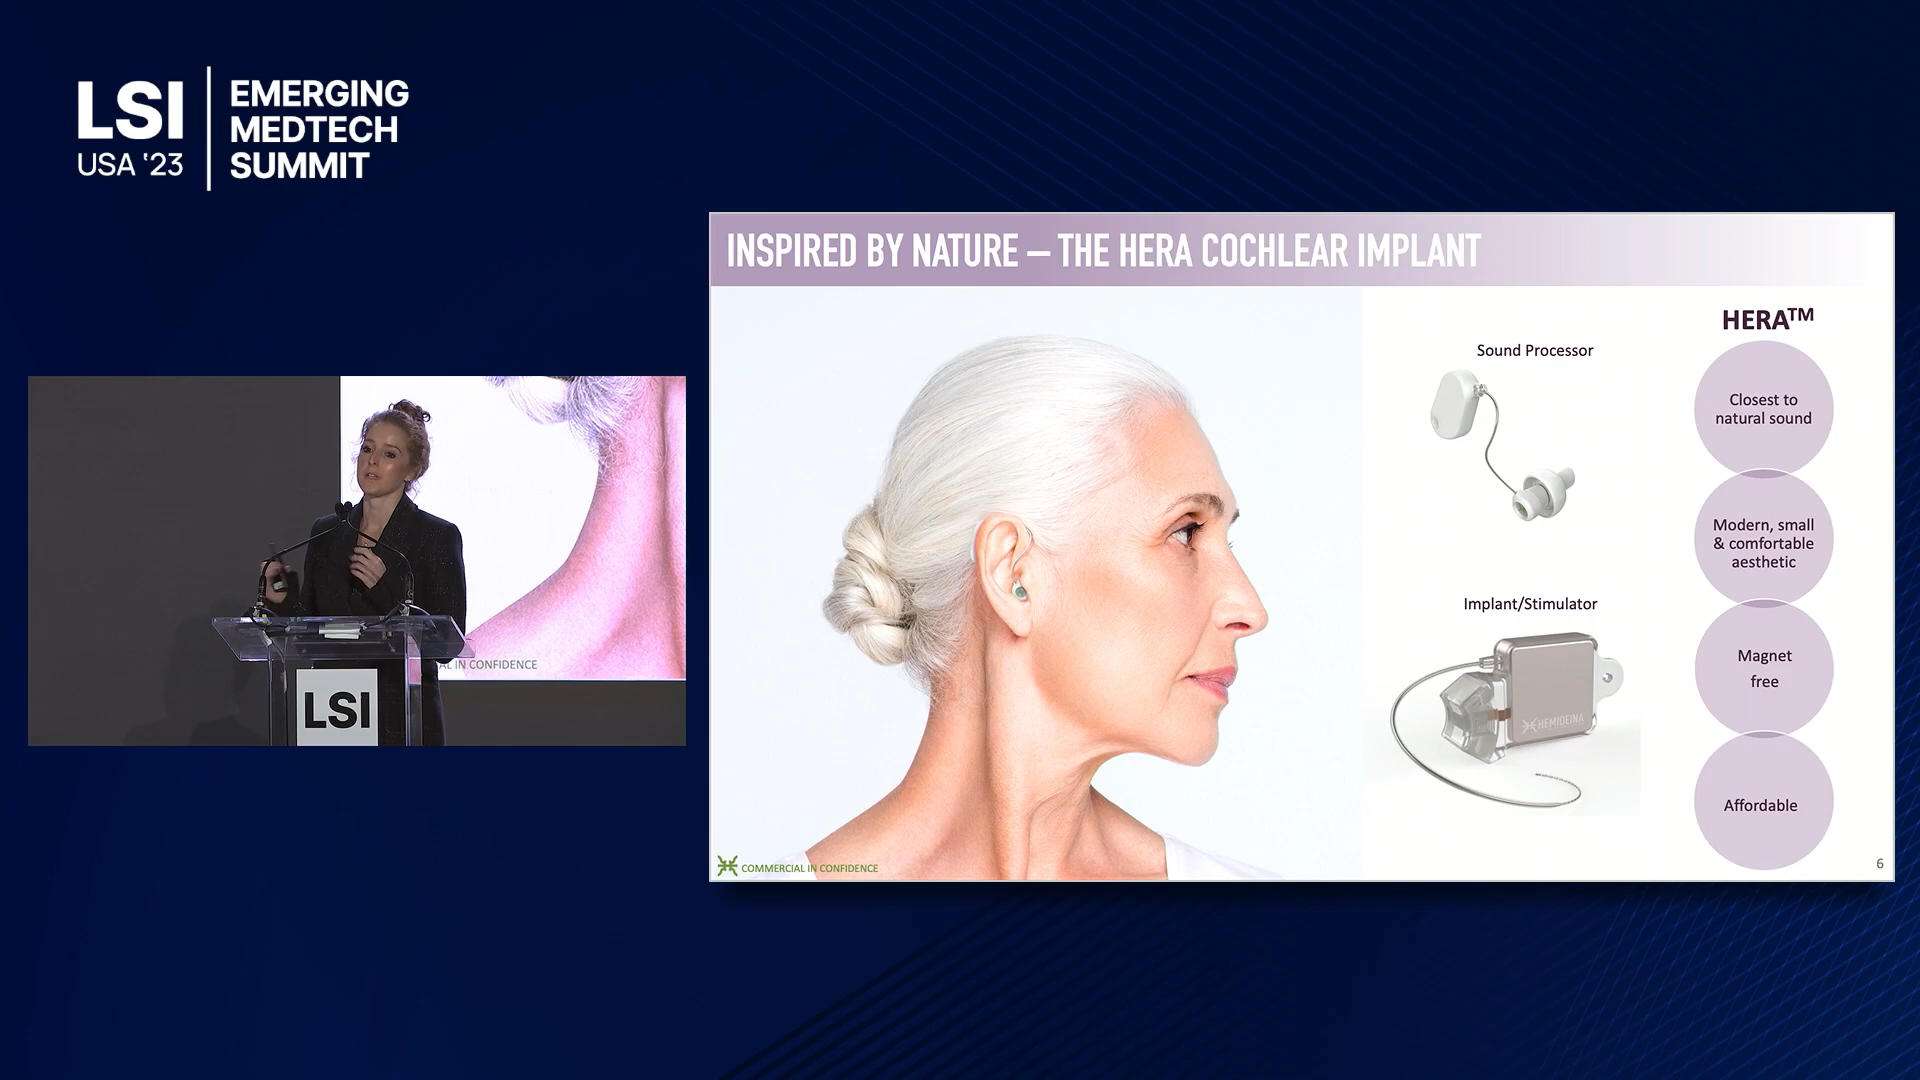 LSI
USA ‘23
EMERGING
MEDTECH
SUMMIT
INSPIRED BY NATURE – THE HERA COCHLEAR IMPLANT
HERA™
Sound Processor
Closest to
natural sound
Modern, small
& comfortable
aesthetic
Implant/Stimulator
Magnet
free
HEMIDEINA
Affordable
COMMERCIAL IN CONFIDENCE
6
AL IN CONFIDENCE
LSI